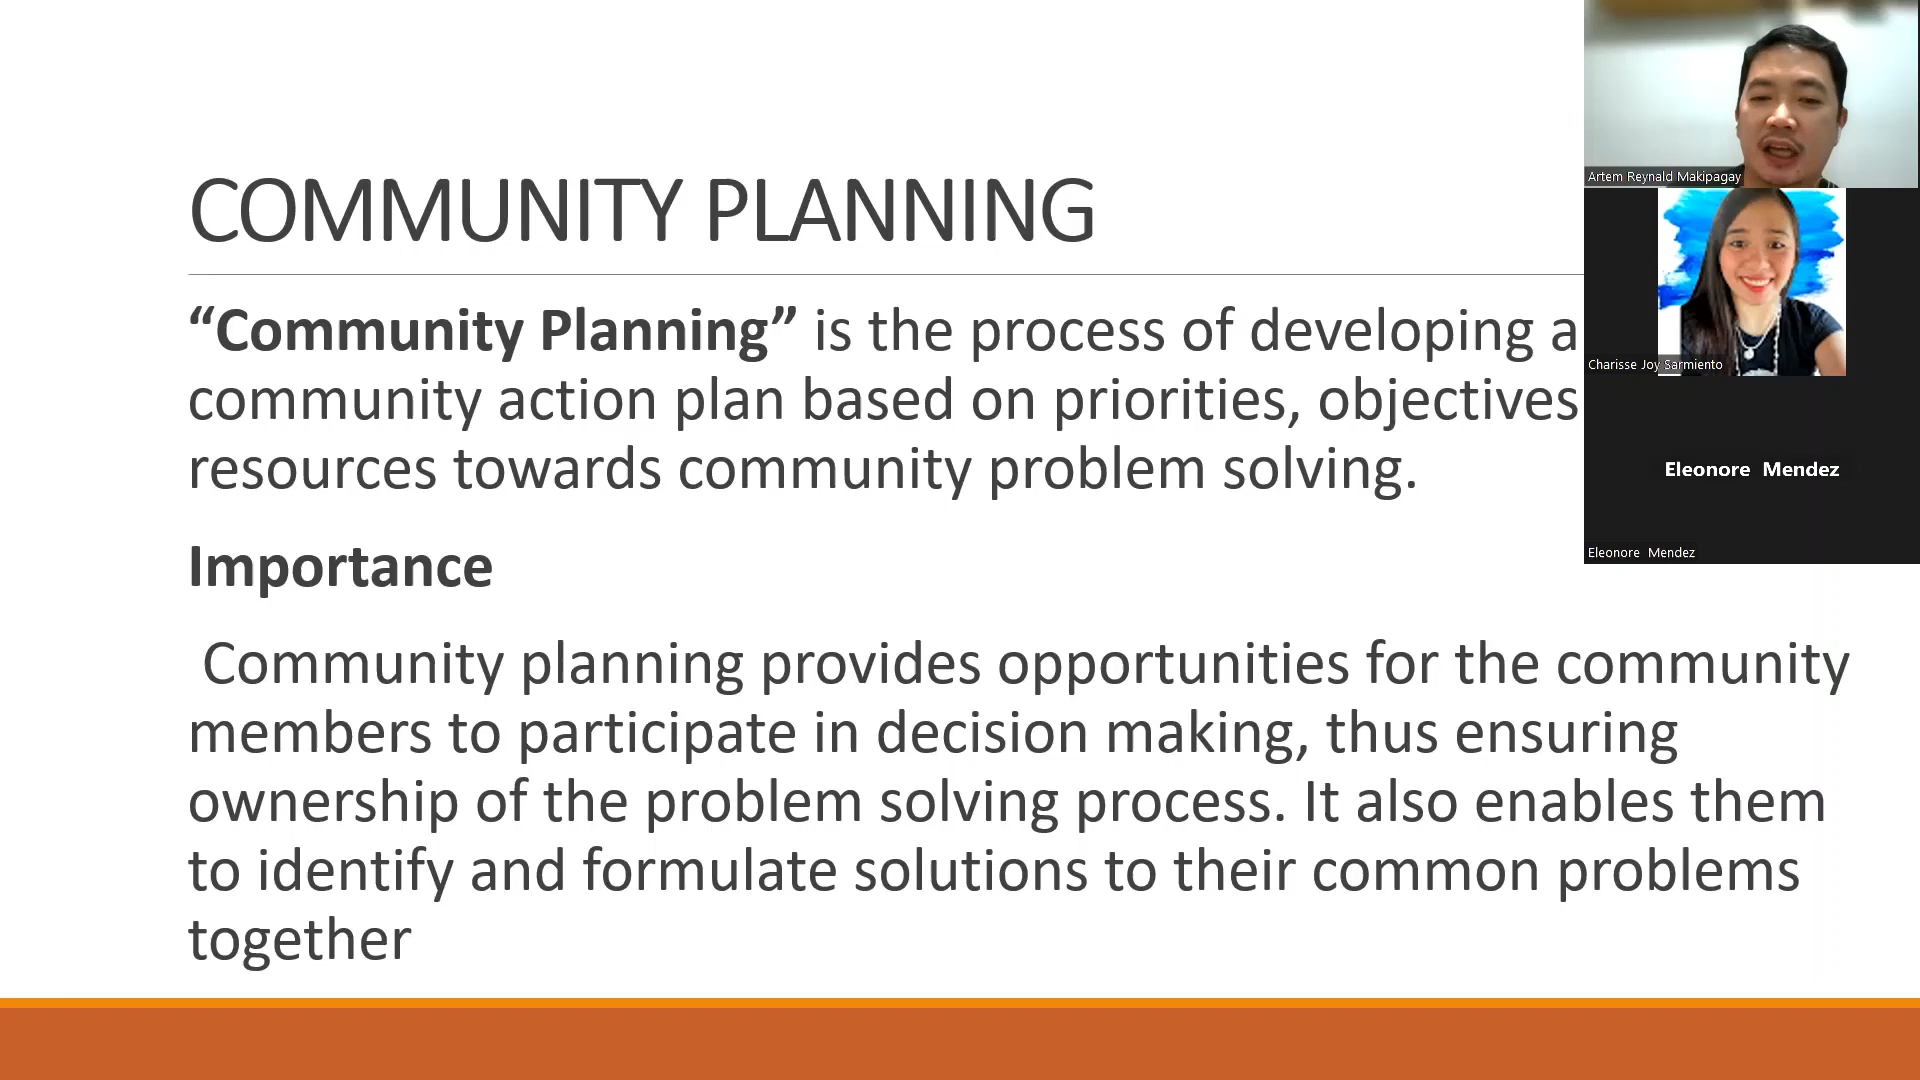 COMMUNITY PLANNING
“Community Planning” is the process of developing a
community action plan based on priorities, objectives
resources towards community problem solving.
Importance
Community planning provides opportunities for the community
members to participate in decision making, thus ensuring
ownership of the problem solving process. It also enables them
to identify and formulate solutions to their common problems
together
Artem Reynald Makipagay
Charisse Joy Sarmiento
Eleonore Mendez
Eleonore Mendez